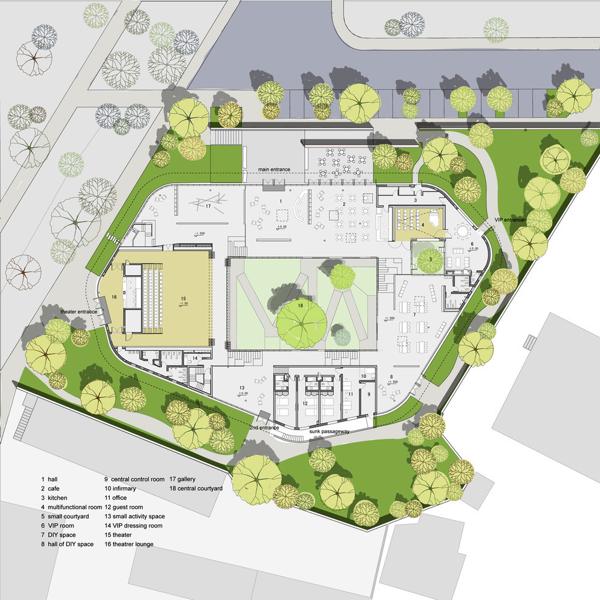 main entrance
17
1
2
3
4
VIP entrance
6
5
theater entrance
16
15
18
7
14
13
12
11
10
9
8
2nd entrance
sunk passageway
1 hall
2 cafe
3 kitchen
4 multifunctional room
5 small courtyard
6 VIP room
7 DIY space
8 hall of DIY space
9 central control room
10 infirmary
11 office
12 guest room
13 small activity space
14 VIP dressing room
15 theater
16 theatrer lounge
17 gallery
18 central courtyard